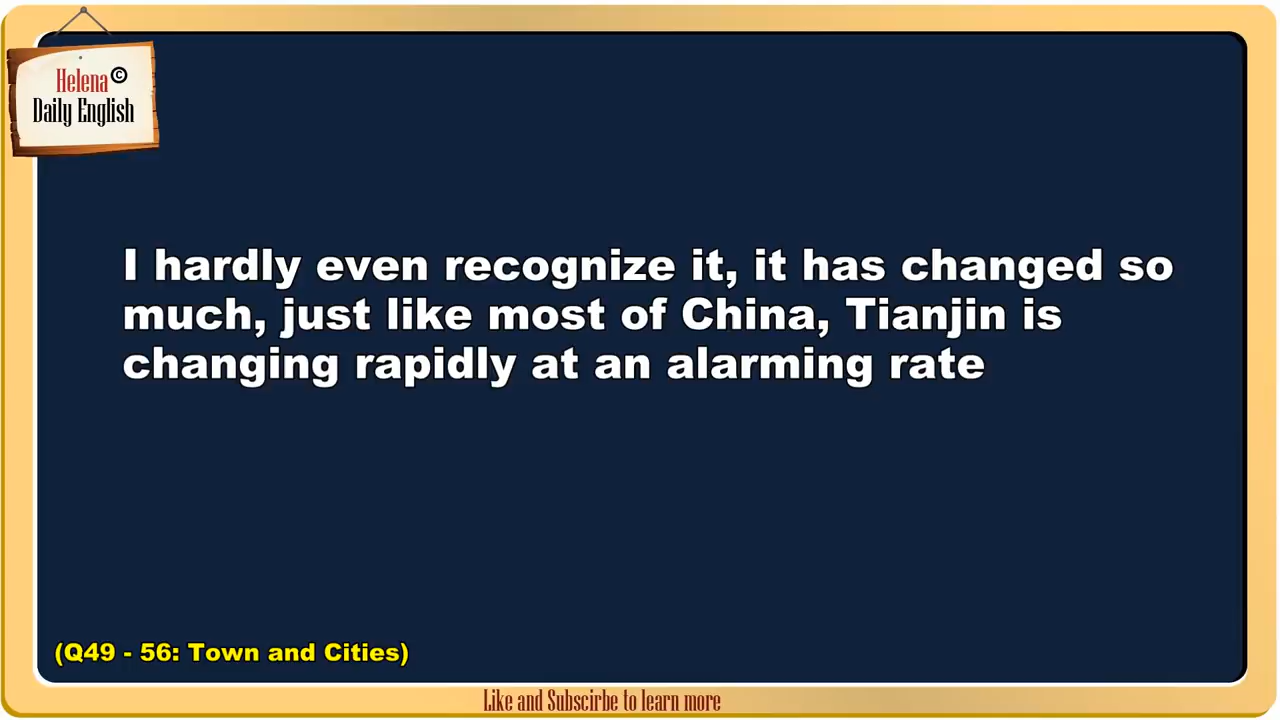 Helena ©
Daily English
I hardly even recognize it, it has changed so
much, just like most of China, Tianjin is
changing rapidly at an alarming rate
(Q49 - 56: Town and Cities)
Like and Subscirbe to learn more